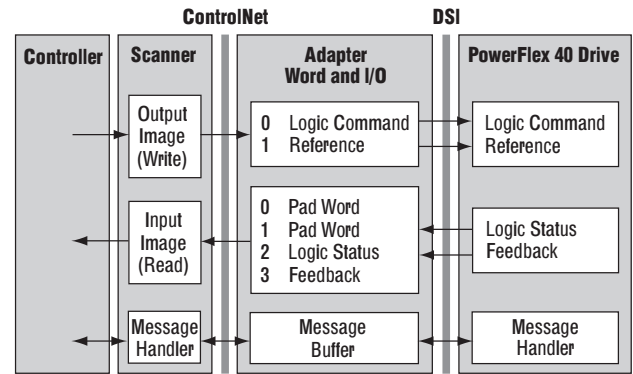 ControlNet
DSI
Controller
Scanner
Adapter
Word and I/O
PowerFlex 40 Drive
Output
Image
(Write)
0 Logic Command
1 Reference
Logic Command
Reference
Input
Image
(Read)
0 Pad Word
1 Pad Word
2 Logic Status
3 Feedback
Logic Status
Feedback
Message
Handler
Message
Buffer
Message
Handler